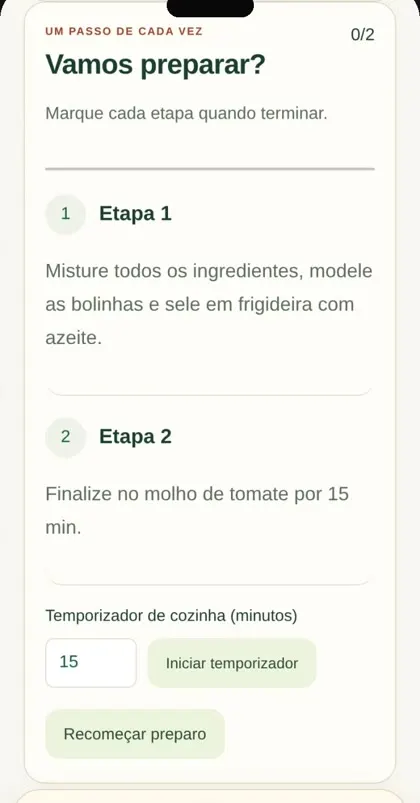 UM PASSO DE CADA VEZ
0/2
Vamos preparar?
Marque cada etapa quando terminar.
1
Etapa 1
Misture todos os ingredientes, modele
as bolinhas e sele em frigideira com
azeite.
2
Etapa 2
Finalize no molho de tomate por 15
min.
Temporizador de cozinha (minutos)
15
Iniciar temporizador
Recomeçar preparo